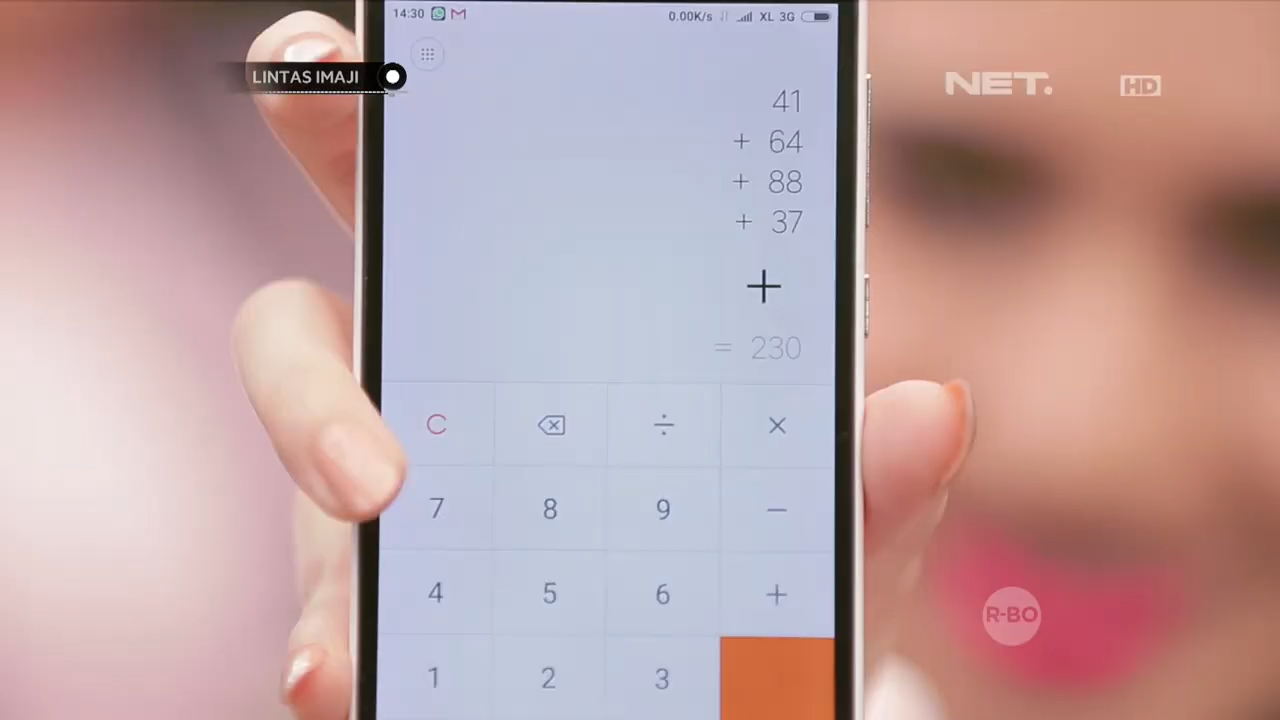 14:30
0.00K/s XL 3G
LINTAS IMAJI
NET.
HD
41
+ 64
+ 88
+ 37
+
= 230
C ÷ ×
7 8 9 −
4 5 6 +
R-BO
1 2 3